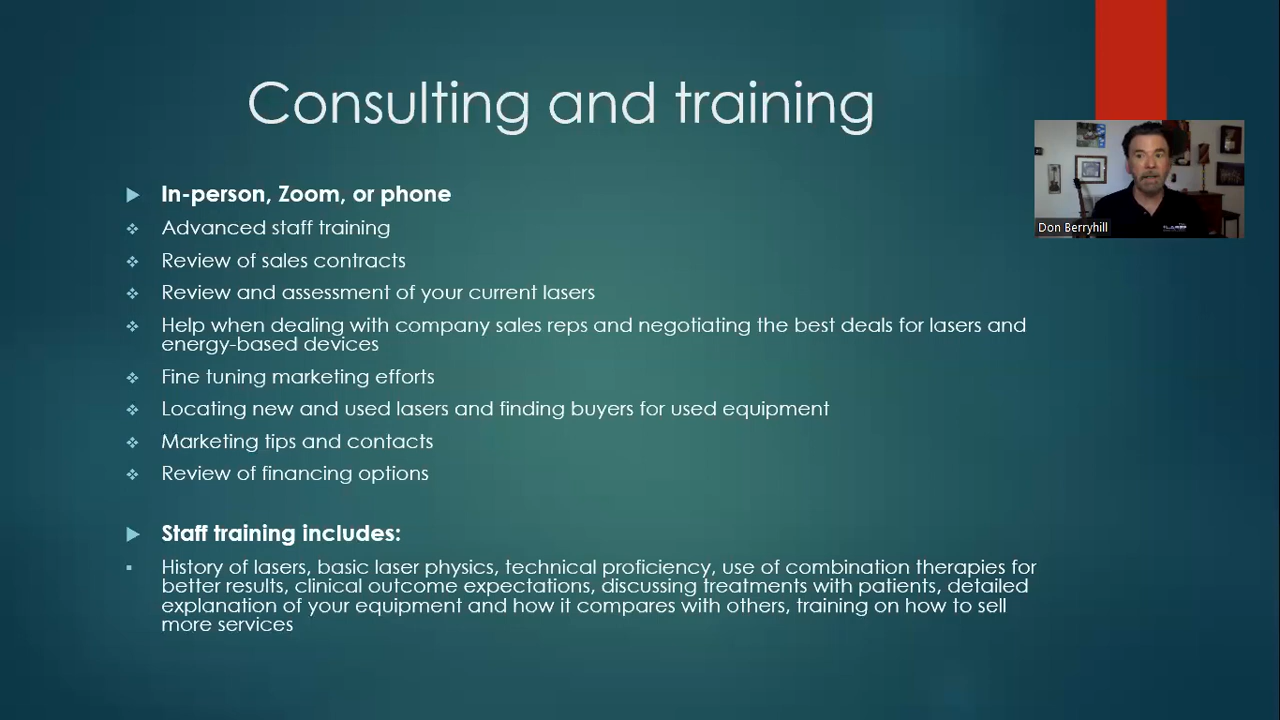 Consulting and training
In-person, Zoom, or phone
Advanced staff training
Review of sales contracts
Review and assessment of your current lasers
Help when dealing with company sales reps and negotiating the best deals for lasers and
energy-based devices
Fine tuning marketing efforts
Locating new and used lasers and finding buyers for used equipment
Marketing tips and contacts
Review of financing options
Staff training includes:
History of lasers, basic laser physics, technical proficiency, use of combination therapies for
better results, clinical outcome expectations, discussing treatments with patients, detailed
explanation of your equipment and how it compares with others, training on how to sell
more services
Don Berryhill